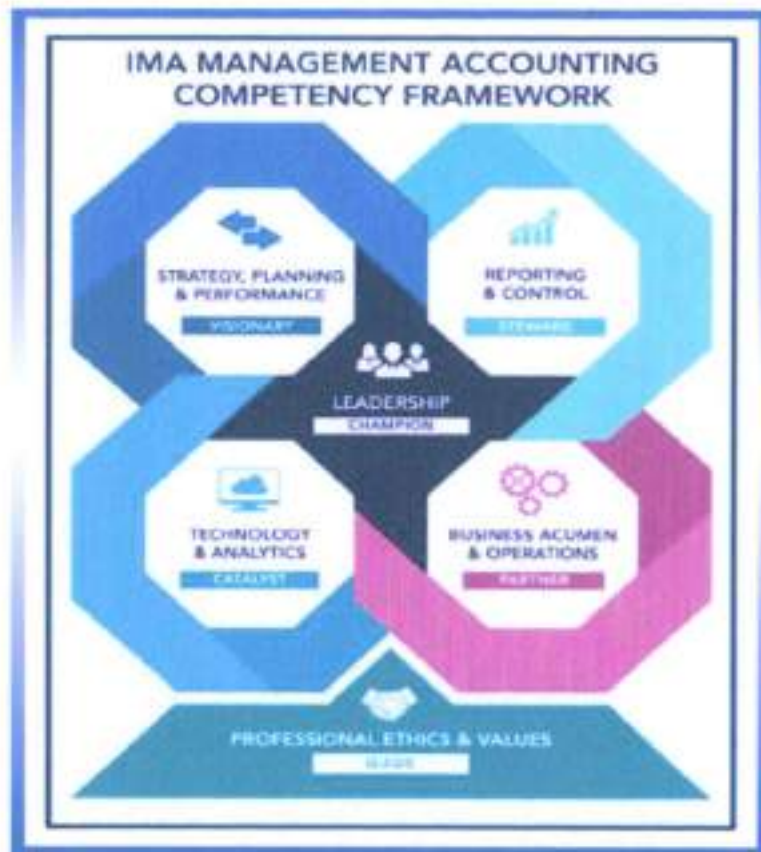 IMA MANAGEMENT ACCOUNTING
COMPETENCY FRAMEWORK
STRATEGY, PLANNING
& PERFORMANCE
VISIONARY
REPORTING
& CONTROL
STEWARD
LEADERSHIP
CHAMPION
TECHNOLOGY
& ANALYTICS
CATALYST
BUSINESS ACUMEN
& OPERATIONS
PARTNER
PROFESSIONAL ETHICS & VALUES